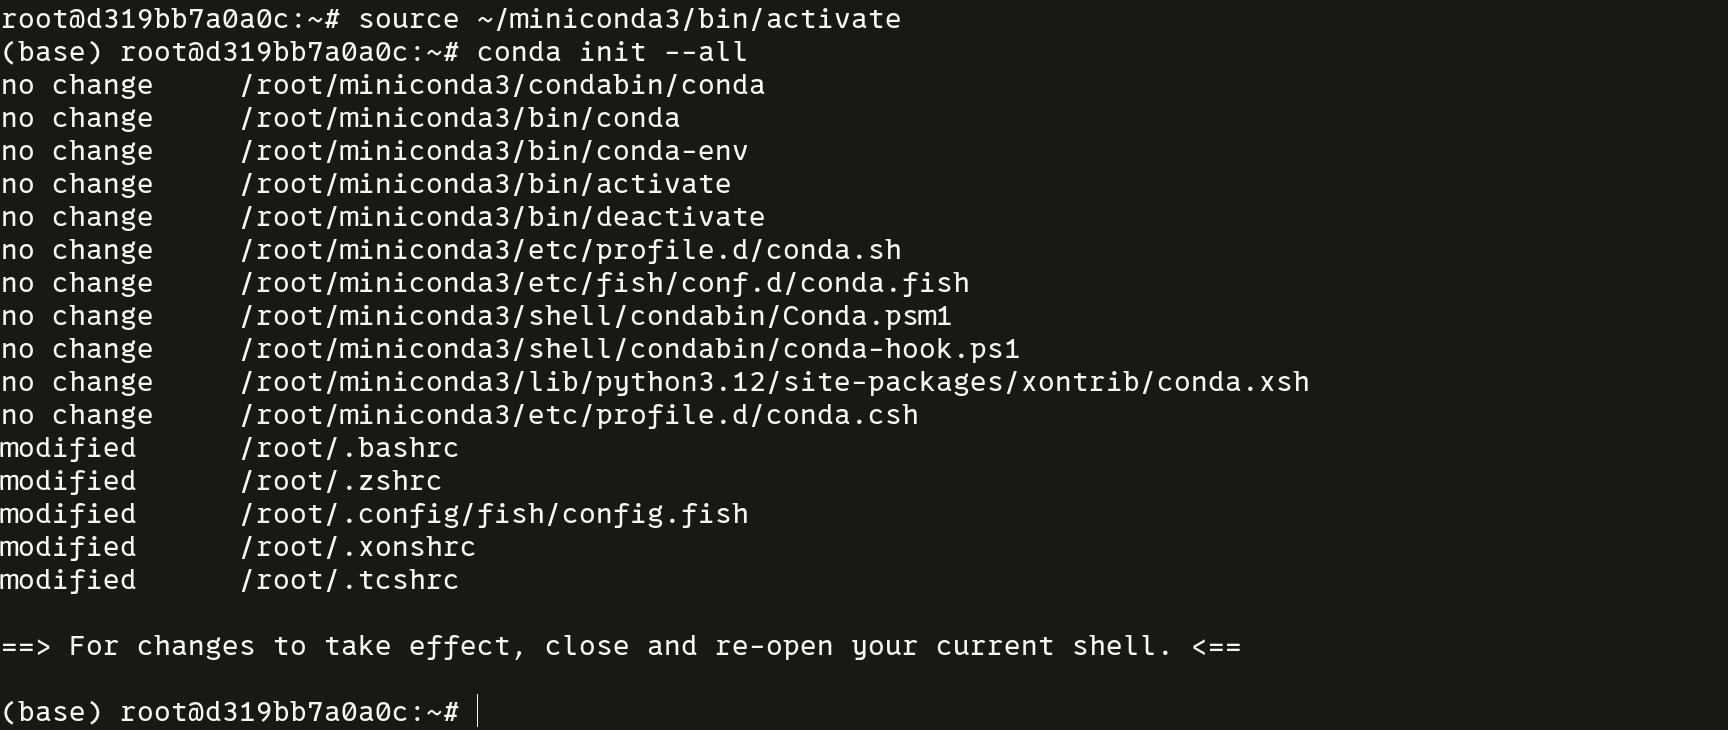 root@d319bb7a0a0c:~# source ~/miniconda3/bin/activate
(base) root@d319bb7a0a0c:~# conda init --all
no change     /root/miniconda3/condabin/conda
no change     /root/miniconda3/bin/conda
no change     /root/miniconda3/bin/conda-env
no change     /root/miniconda3/bin/activate
no change     /root/miniconda3/bin/deactivate
no change     /root/miniconda3/etc/profile.d/conda.sh
no change     /root/miniconda3/etc/fish/conf.d/conda.fish
no change     /root/miniconda3/shell/condabin/Conda.psm1
no change     /root/miniconda3/shell/condabin/conda-hook.ps1
no change     /root/miniconda3/lib/python3.12/site-packages/xontrib/conda.xsh
no change     /root/miniconda3/etc/profile.d/conda.csh
modified      /root/.bashrc
modified      /root/.zshrc
modified      /root/.config/fish/config.fish
modified      /root/.xonshrc
modified      /root/.tcshrc
==> For changes to take effect, close and re-open your current shell. <==
(base) root@d319bb7a0a0c:~#